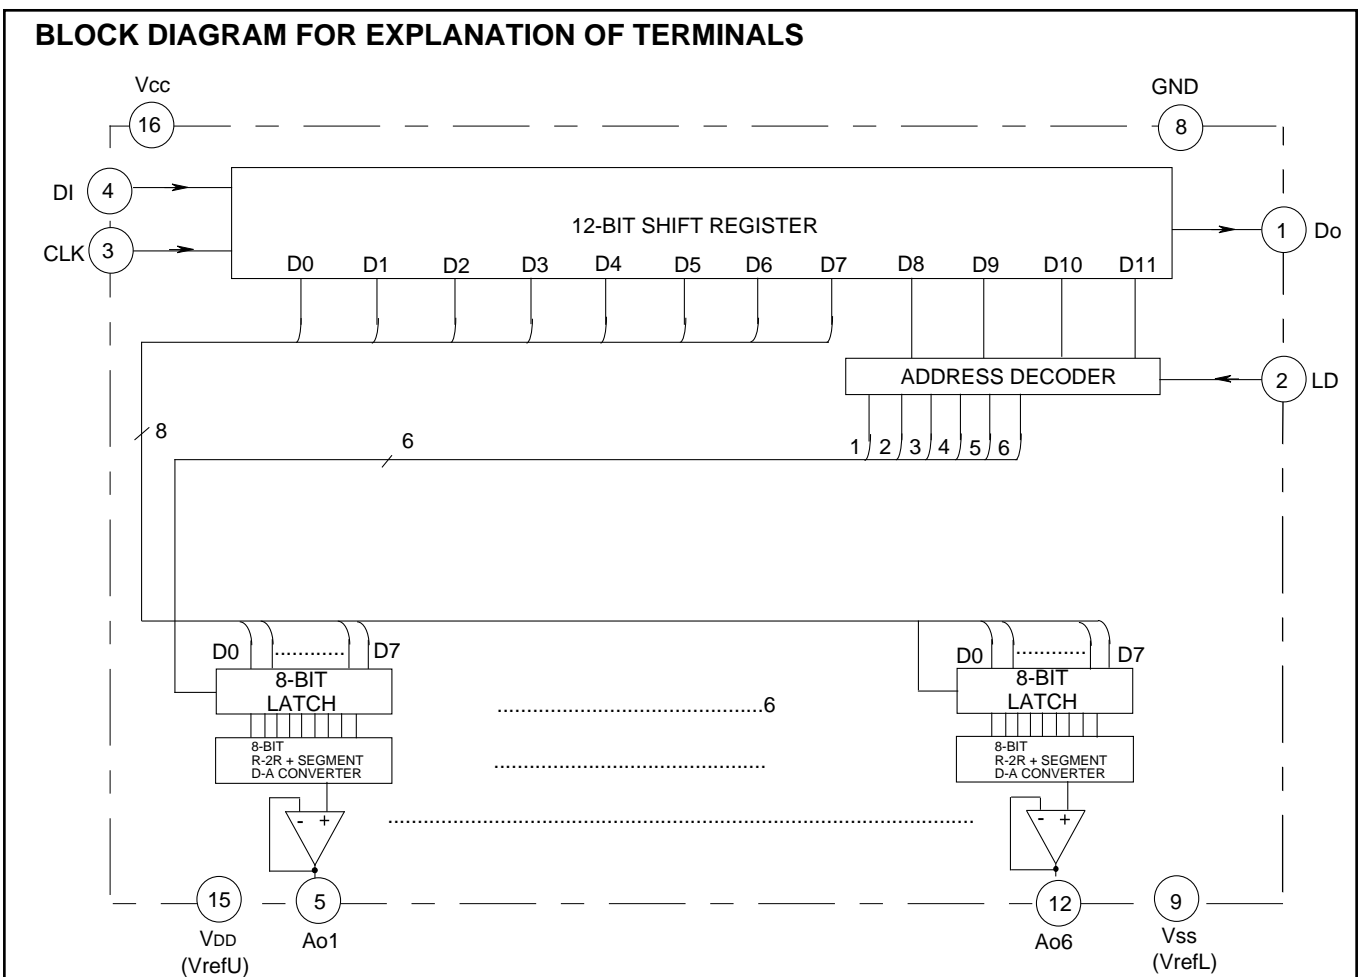 BLOCK DIAGRAM FOR EXPLANATION OF TERMINALS
Vcc
GND
16
8
DI
4
12-BIT SHIFT REGISTER
1
Do
CLK
3
D0 D1 D2 D3 D4 D5 D6 D7 D8 D9 D10 D11
ADDRESS DECODER
2
LD
8
6
1 2 3 4 5 6
D0 ............ D7
D0 ............ D7
8-BIT
LATCH
..........................................6
8-BIT
LATCH
8-BIT
R-2R + SEGMENT
D-A CONVERTER
...........................................
8-BIT
R-2R + SEGMENT
D-A CONVERTER
- +
.............................................................................................
- +
15
5
12
9
VDD
(VrefU)
Ao1
Ao6
Vss
(VrefL)